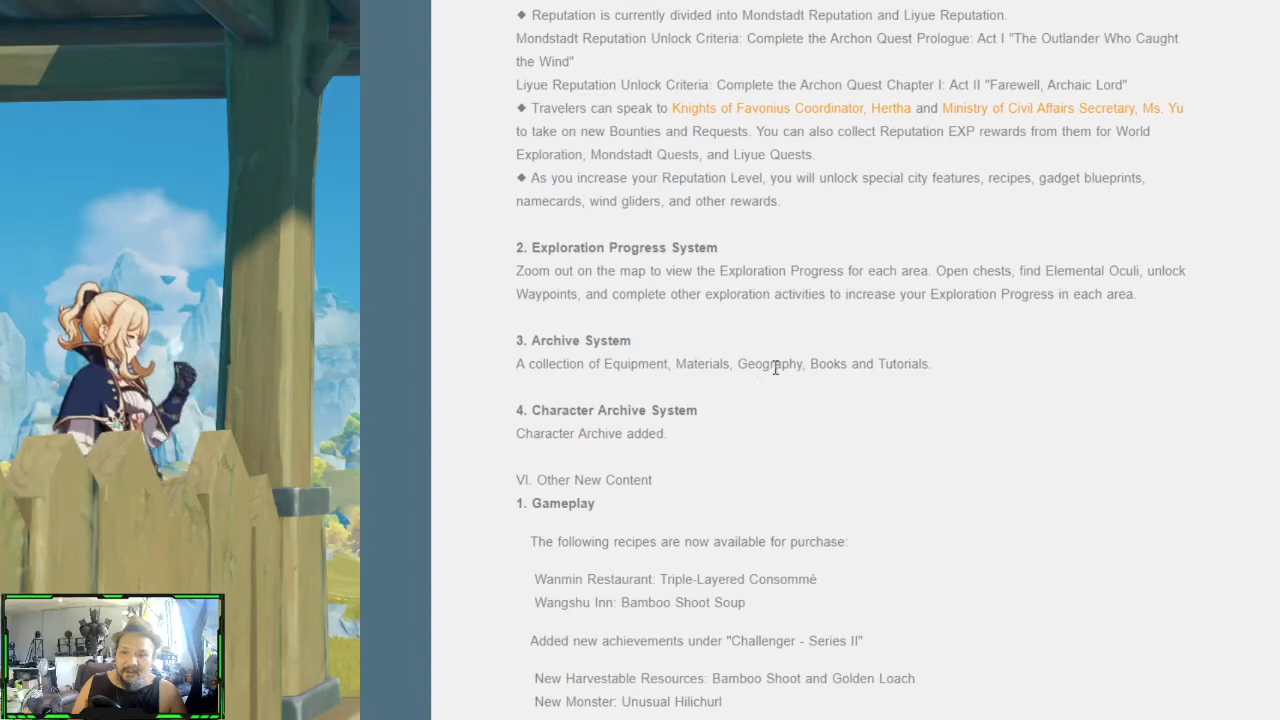 ◆ Reputation is currently divided into Mondstadt Reputation and Liyue Reputation.
Mondstadt Reputation Unlock Criteria: Complete the Archon Quest Prologue: Act I "The Outlander Who Caught
the Wind"
Liyue Reputation Unlock Criteria: Complete the Archon Quest Chapter I: Act II "Farewell, Archaic Lord"
◆ Travelers can speak to Knights of Favonius Coordinator, Hertha and Ministry of Civil Affairs Secretary, Ms. Yu
to take on new Bounties and Requests. You can also collect Reputation EXP rewards from them for World
Exploration, Mondstadt Quests, and Liyue Quests.
◆ As you increase your Reputation Level, you will unlock special city features, recipes, gadget blueprints,
namecards, wind gliders, and other rewards.
2. Exploration Progress System
Zoom out on the map to view the Exploration Progress for each area. Open chests, find Elemental Oculi, unlock
Waypoints, and complete other exploration activities to increase your Exploration Progress in each area.
3. Archive System
A collection of Equipment, Materials, Geography, Books and Tutorials.
4. Character Archive System
Character Archive added.
VI. Other New Content
1. Gameplay
The following recipes are now available for purchase:
Wanmin Restaurant: Triple-Layered Consommé
Wangshu Inn: Bamboo Shoot Soup
Added new achievements under "Challenger - Series II"
New Harvestable Resources: Bamboo Shoot and Golden Loach
New Monster: Unusual Hilichurl